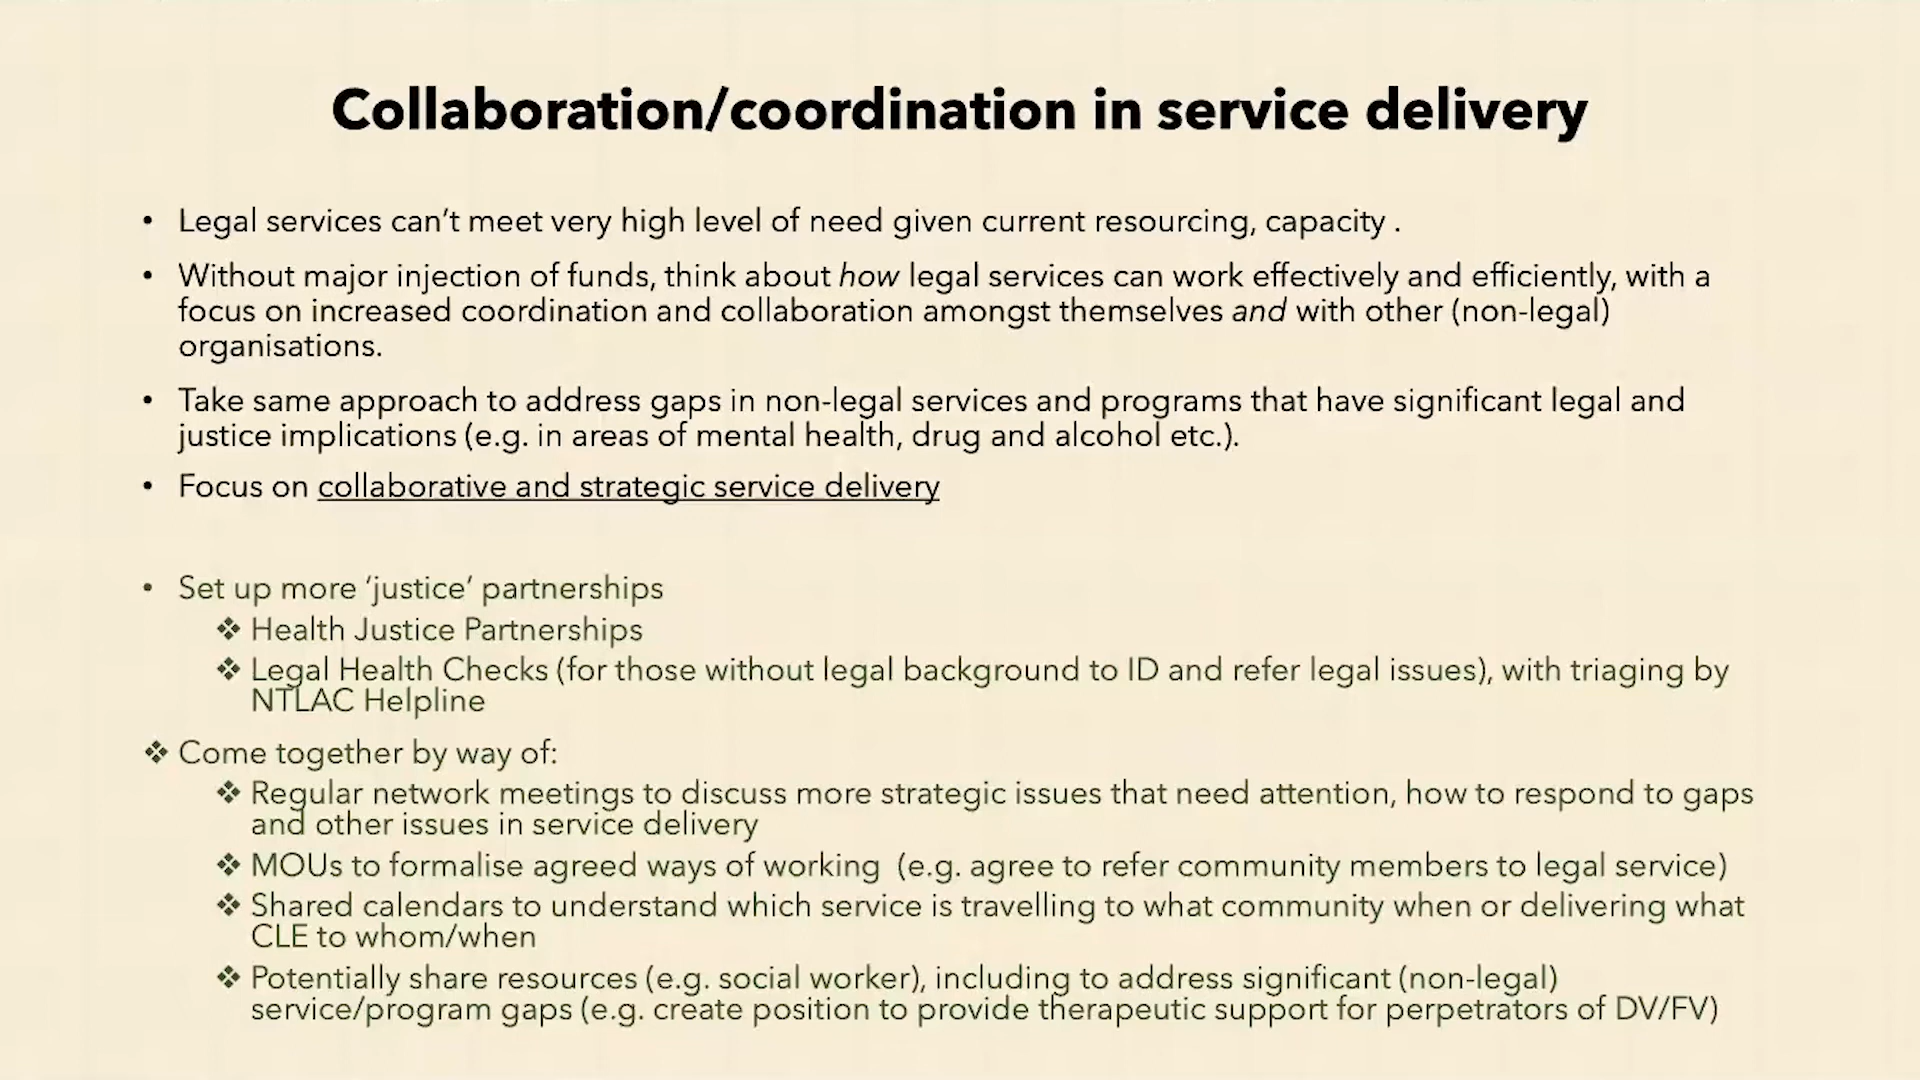 Collaboration/coordination in service delivery
• Legal services can’t meet very high level of need given current resourcing, capacity .
• Without major injection of funds, think about how legal services can work effectively and efficiently, with a
focus on increased coordination and collaboration amongst themselves and with other (non-legal)
organisations.
• Take same approach to address gaps in non-legal services and programs that have significant legal and
justice implications (e.g. in areas of mental health, drug and alcohol etc.).
• Focus on collaborative and strategic service delivery
• Set up more ‘justice’ partnerships
❖ Health Justice Partnerships
❖ Legal Health Checks (for those without legal background to ID and refer legal issues), with triaging by
NTLAC Helpline
❖ Come together by way of:
❖ Regular network meetings to discuss more strategic issues that need attention, how to respond to gaps
and other issues in service delivery
❖ MOUs to formalise agreed ways of working  (e.g. agree to refer community members to legal service)
❖ Shared calendars to understand which service is travelling to what community when or delivering what
CLE to whom/when
❖ Potentially share resources (e.g. social worker), including to address significant (non-legal)
service/program gaps (e.g. create position to provide therapeutic support for perpetrators of DV/FV)